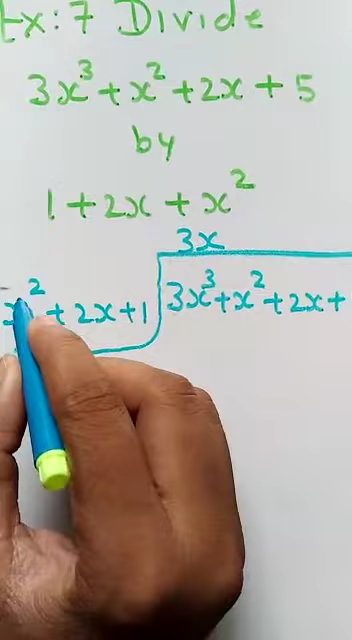 Ex:7 Divide
3x³+x²+2x+5
by
1+2x+x²
3x
x²+2x+1 3x³+x²+2x+